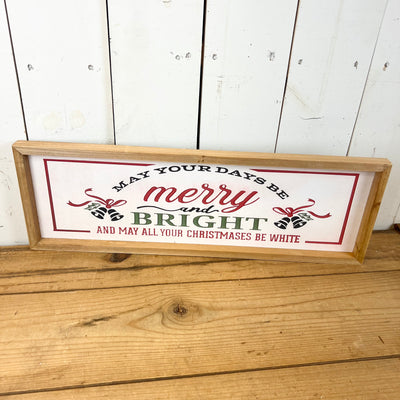 MAY YOUR DAYS BE
merry
and
BRIGHT
AND MAY ALL YOUR CHRISTMASES BE WHITE